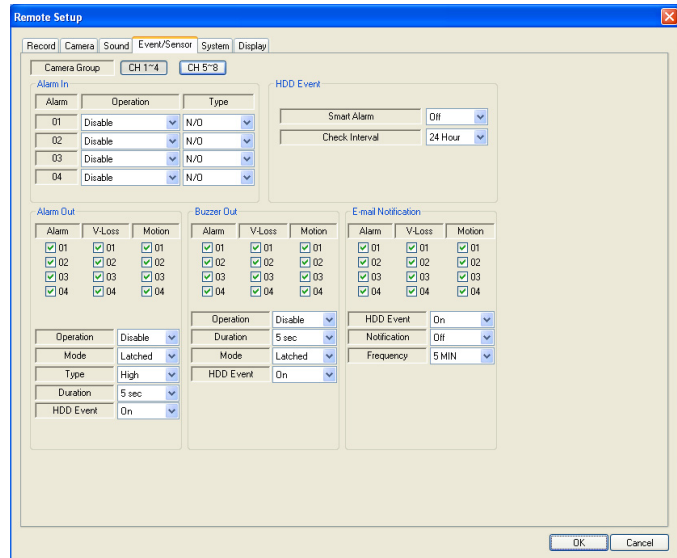 Remote Setup
Record Camera Sound Event/Sensor System Display
Camera Group CH 1~4 CH 5~8
Alarm In
Alarm Operation Type
01 Disable N/O
02 Disable N/O
03 Disable N/O
04 Disable N/O
HDD Event
Smart Alarm Off
Check Interval 24 Hour
Alarm Out
Alarm V-Loss Motion
01 01 01
02 02 02
03 03 03
04 04 04
Operation Disable
Mode Latched
Type High
Duration 5 sec
HDD Event On
Buzzer Out
Alarm V-Loss Motion
01 01 01
02 02 02
03 03 03
04 04 04
Operation Disable
Duration 5 sec
Mode Latched
HDD Event On
E-mail Notification
Alarm V-Loss Motion
01 01 01
02 02 02
03 03 03
04 04 04
HDD Event On
Notification Off
Frequency 5 MIN
OK Cancel